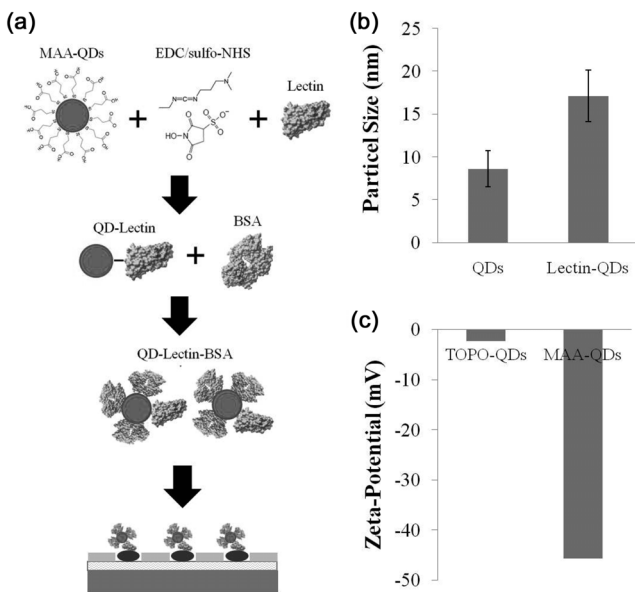 (a)
MAA-QDs
EDC/sulfo-NHS
Lectin
QD-Lectin
BSA
QD-Lectin-BSA
(b)
Particel Size (nm)
25
20
15
10
5
0
QDs
Lectin-QDs
(c)
Zeta-Potential (mV)
0
-10
-20
-30
-40
-50
TOPO-QDs
MAA-QDs